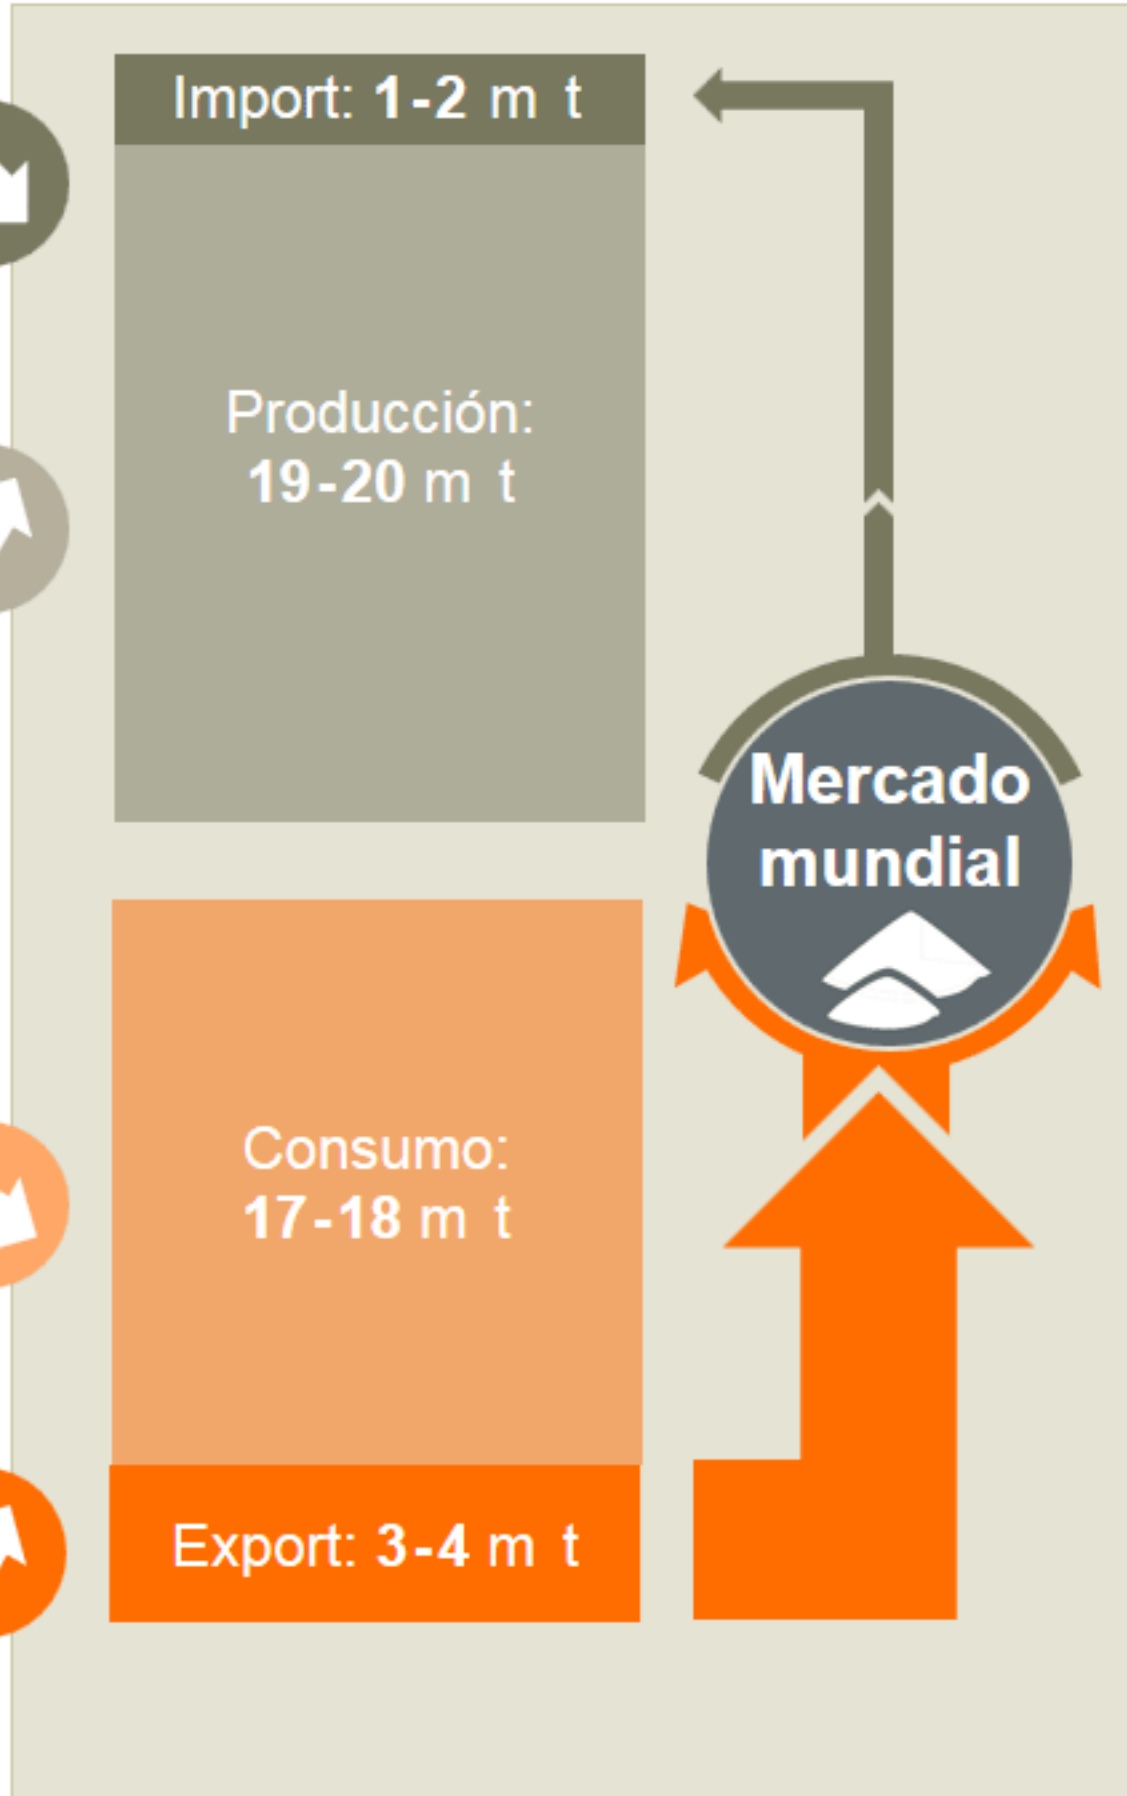 Import: 1-2 m t
Producción:
19-20 m t
Mercado
mundial
Consumo:
17-18 m t
Export: 3-4 m t